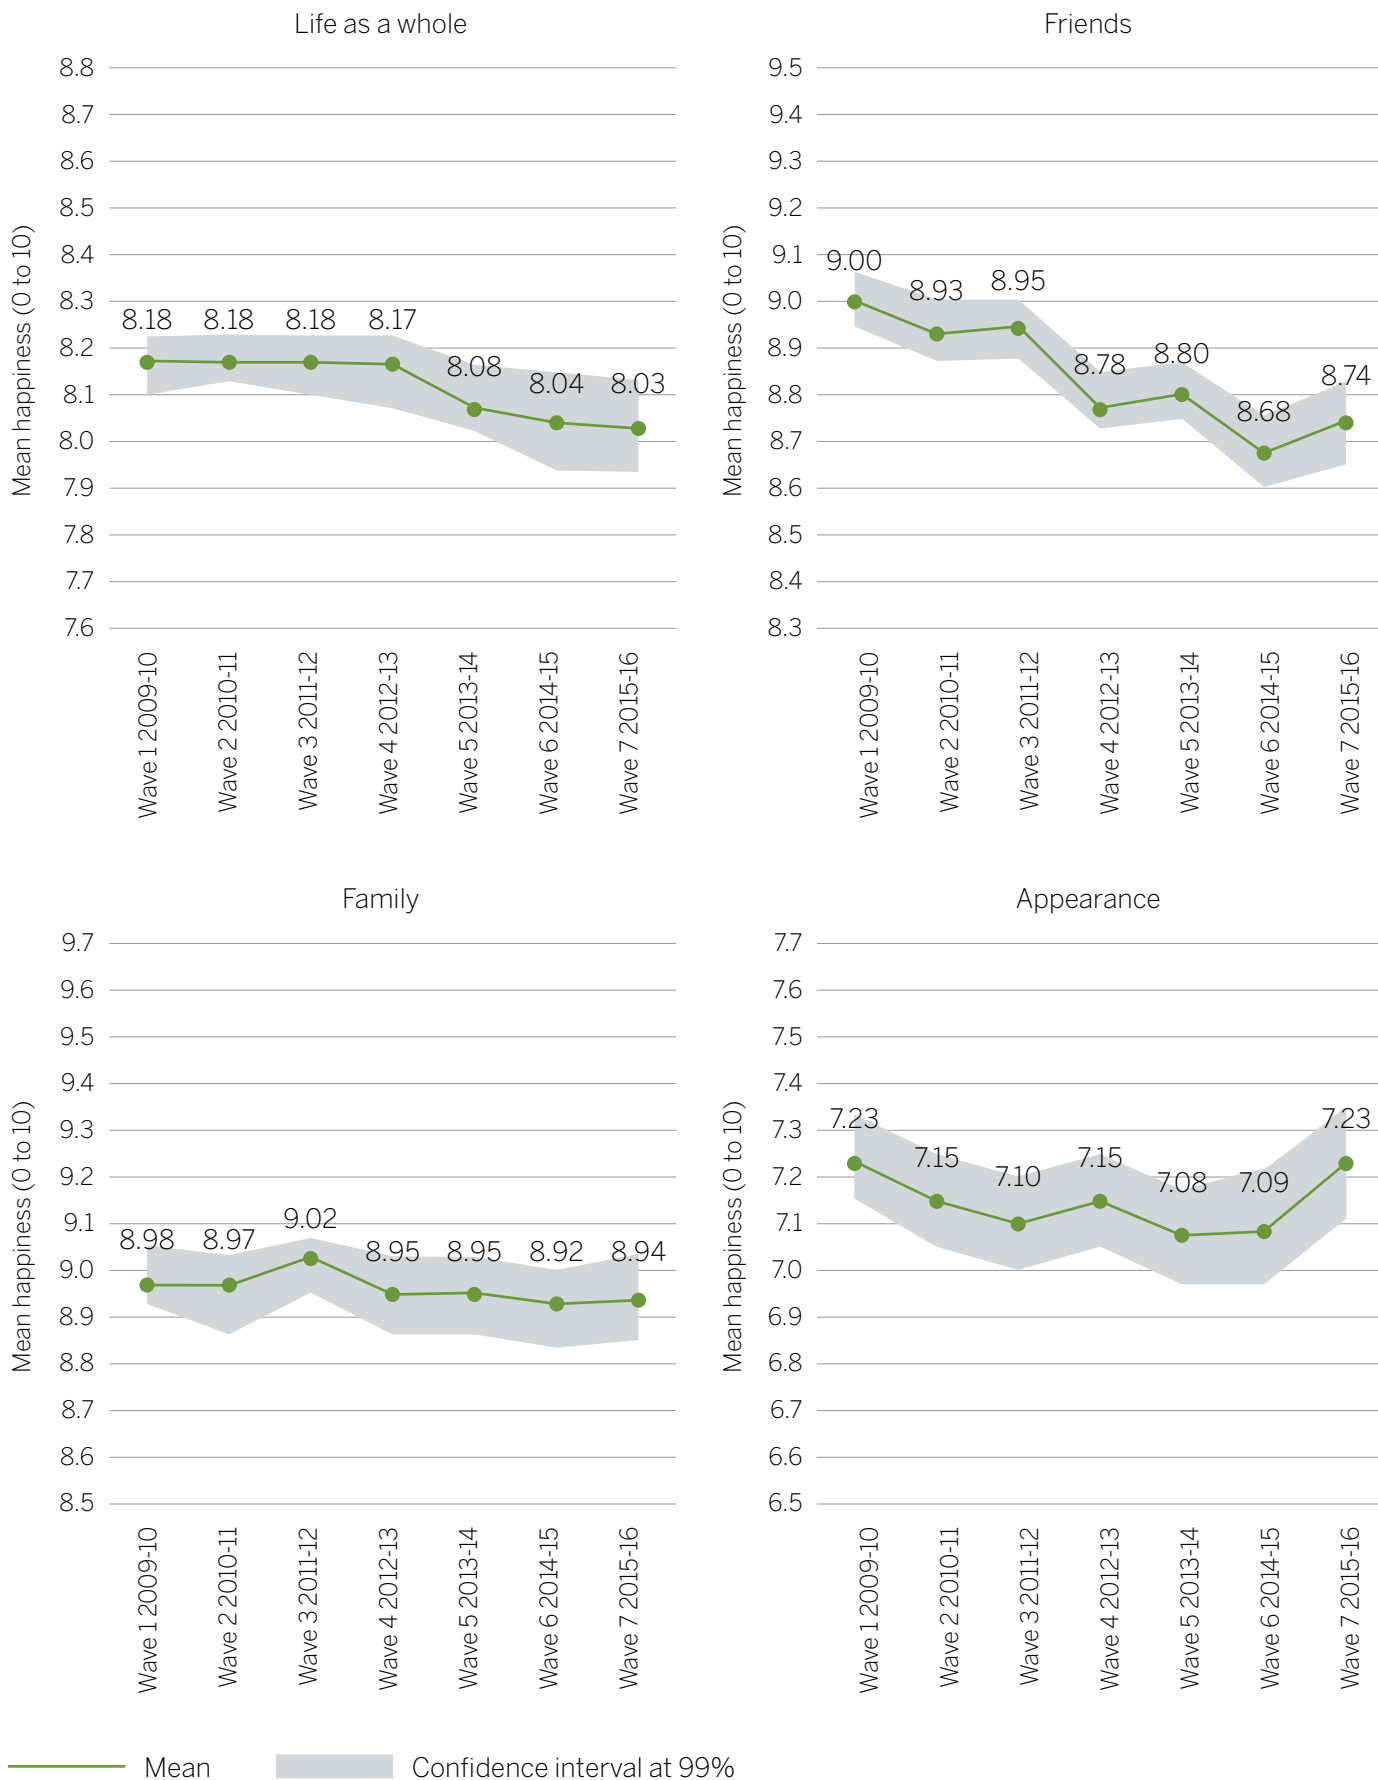 Life as a whole
Mean happiness (0 to 10)
8.8
8.7
8.6
8.5
8.4
8.3
8.2
8.1
8.0
7.9
7.8
7.7
7.6
8.18
8.18
8.18
8.17
8.08
8.04
8.03
Wave 1 2009-10
Wave 2 2010-11
Wave 3 2011-12
Wave 4 2012-13
Wave 5 2013-14
Wave 6 2014-15
Wave 7 2015-16
Friends
Mean happiness (0 to 10)
9.5
9.4
9.3
9.2
9.1
9.0
8.9
8.8
8.7
8.6
8.5
8.4
8.3
9.00
8.93
8.95
8.78
8.80
8.68
8.74
Wave 1 2009-10
Wave 2 2010-11
Wave 3 2011-12
Wave 4 2012-13
Wave 5 2013-14
Wave 6 2014-15
Wave 7 2015-16
Family
Mean happiness (0 to 10)
9.7
9.6
9.5
9.4
9.3
9.2
9.1
9.0
8.9
8.8
8.7
8.6
8.5
8.98
8.97
9.02
8.95
8.95
8.92
8.94
Wave 1 2009-10
Wave 2 2010-11
Wave 3 2011-12
Wave 4 2012-13
Wave 5 2013-14
Wave 6 2014-15
Wave 7 2015-16
Appearance
Mean happiness (0 to 10)
7.7
7.6
7.5
7.4
7.3
7.2
7.1
7.0
6.9
6.8
6.7
6.6
6.5
7.23
7.15
7.10
7.15
7.08
7.09
7.23
Wave 1 2009-10
Wave 2 2010-11
Wave 3 2011-12
Wave 4 2012-13
Wave 5 2013-14
Wave 6 2014-15
Wave 7 2015-16
Mean
Confidence interval at 99%